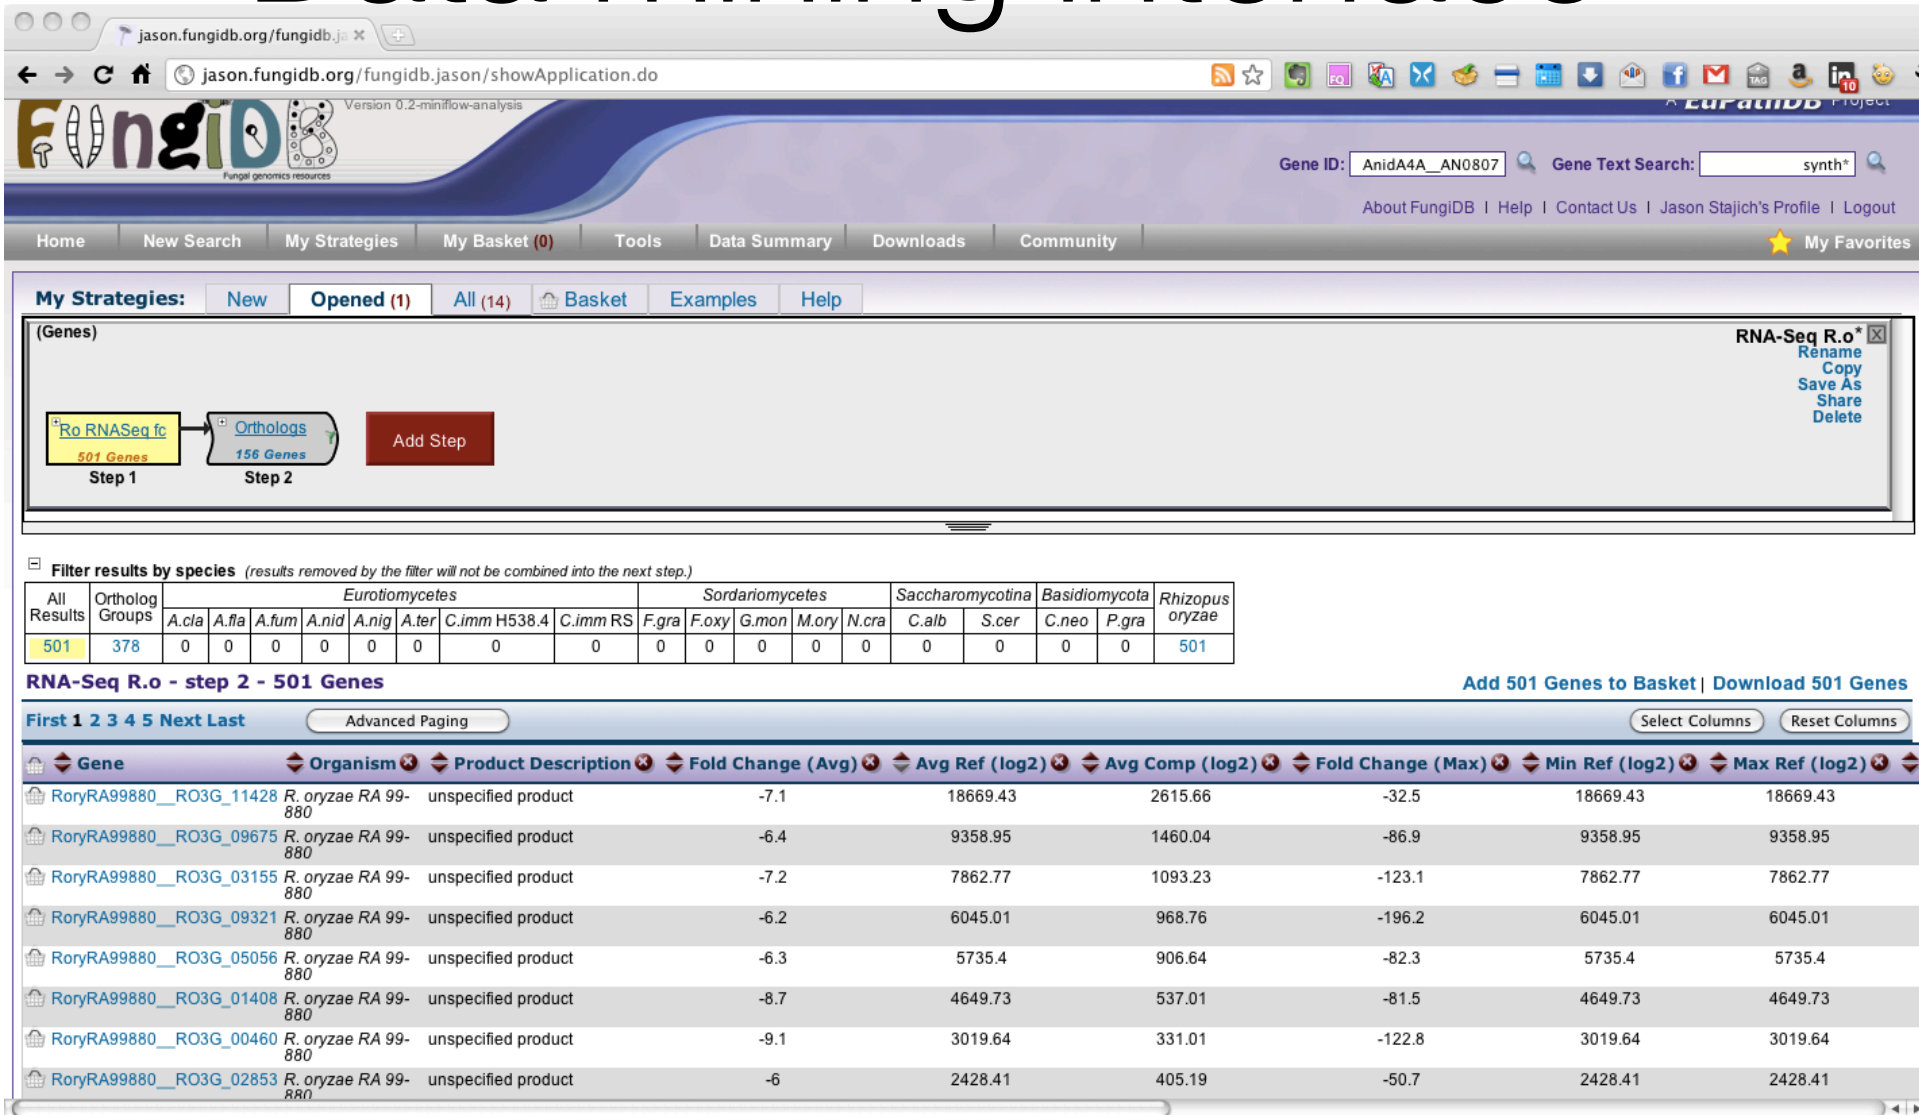 Data mining interface
jason.fungidb.org/fungidb.ja
jason.fungidb.org/fungidb.jason/showApplication.do
FungiDB
Version 0.2-miniflow-analysis
Fungal genomics resources
A EuPathDB Project
Gene ID: AnidA4A__AN0807 Gene Text Search: synth*
About FungiDB | Help | Contact Us | Jason Stajich's Profile | Logout
Home New Search My Strategies My Basket (0) Tools Data Summary Downloads Community My Favorites
My Strategies: New Opened (1) All (14) Basket Examples Help
(Genes)
RNA-Seq R.o*
Rename
Copy
Save As
Share
Delete
Ro RNASeq fc
501 Genes
Step 1
Orthologs
156 Genes
Step 2
Add Step
Filter results by species (results removed by the filter will not be combined into the next step.)
All Results Ortholog Groups Eurotiomycetes Sordariomycetes Saccharomycotina Basidiomycota Rhizopus oryzae
A.cla A.fla A.fum A.nid A.nig A.ter C.imm H538.4 C.imm RS F.gra F.oxy G.mon M.ory N.cra C.alb S.cer C.neo P.gra
501 378 0 0 0 0 0 0 0 0 0 0 0 0 0 0 0 0 0 501
RNA-Seq R.o - step 2 - 501 Genes
Add 501 Genes to Basket | Download 501 Genes
First 1 2 3 4 5 Next Last Advanced Paging Select Columns Reset Columns
Gene Organism Product Description Fold Change (Avg) Avg Ref (log2) Avg Comp (log2) Fold Change (Max) Min Ref (log2) Max Ref (log2)
RoryRA99880__RO3G_11428 R. oryzae RA 99-880 unspecified product -7.1 18669.43 2615.66 -32.5 18669.43 18669.43
RoryRA99880__RO3G_09675 R. oryzae RA 99-880 unspecified product -6.4 9358.95 1460.04 -86.9 9358.95 9358.95
RoryRA99880__RO3G_03155 R. oryzae RA 99-880 unspecified product -7.2 7862.77 1093.23 -123.1 7862.77 7862.77
RoryRA99880__RO3G_09321 R. oryzae RA 99-880 unspecified product -6.2 6045.01 968.76 -196.2 6045.01 6045.01
RoryRA99880__RO3G_05056 R. oryzae RA 99-880 unspecified product -6.3 5735.4 906.64 -82.3 5735.4 5735.4
RoryRA99880__RO3G_01408 R. oryzae RA 99-880 unspecified product -8.7 4649.73 537.01 -81.5 4649.73 4649.73
RoryRA99880__RO3G_00460 R. oryzae RA 99-880 unspecified product -9.1 3019.64 331.01 -122.8 3019.64 3019.64
RoryRA99880__RO3G_02853 R. oryzae RA 99-880 unspecified product -6 2428.41 405.19 -50.7 2428.41 2428.41